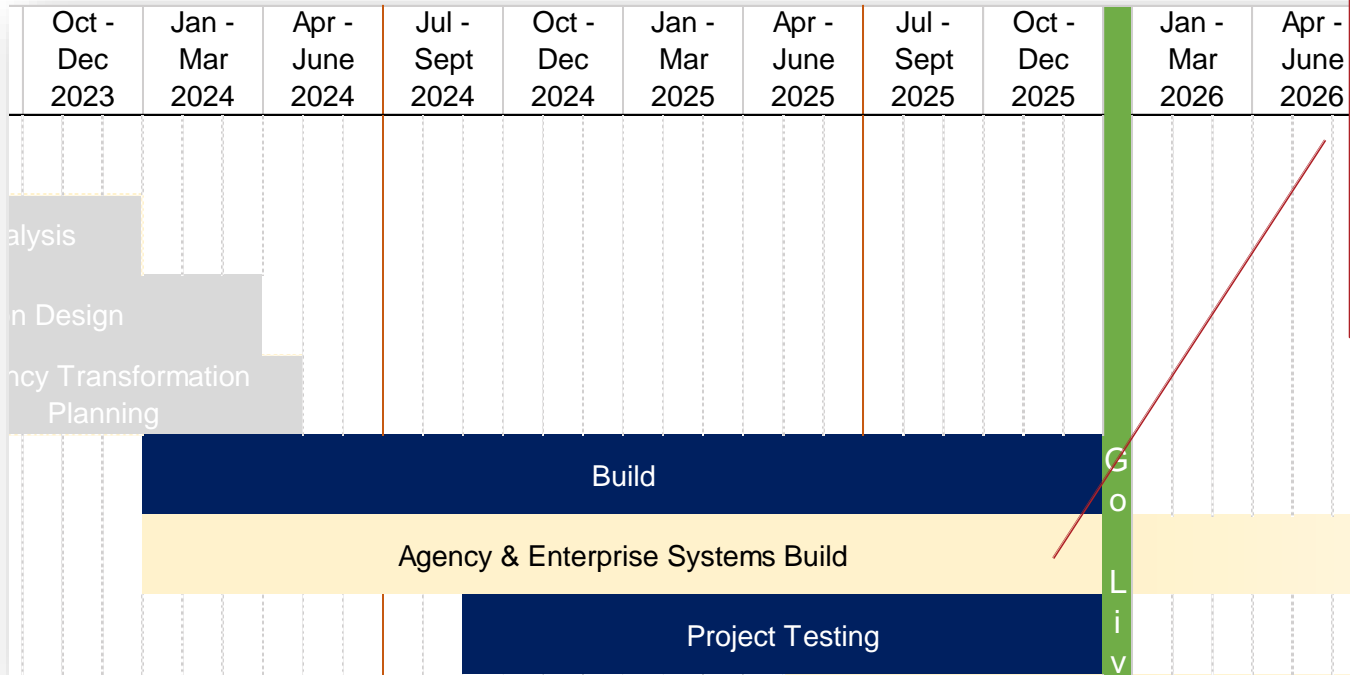 Oct - Jan - Apr - Jul - Oct - Jan - Apr - Jul - Oct - Jan - Apr -
Dec Mar June Sept Dec Mar June Sept Dec Mar June
2023 2024 2024 2024 2024 2025 2025 2025 2025 2026 2026
alysis
n Design
ncy Transformation
Planning
Build
Agency & Enterprise Systems Build
Project Testing
G
o
L
i
v